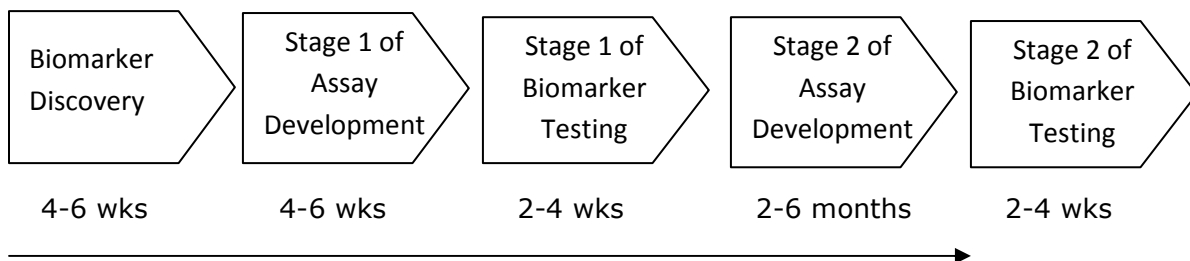 Biomarker
Discovery
Stage 1 of
Assay
Development
Stage 1 of
Biomarker
Testing
Stage 2 of
Assay
Development
Stage 2 of
Biomarker
Testing
4-6 wks
4-6 wks
2-4 wks
2-6 months
2-4 wks